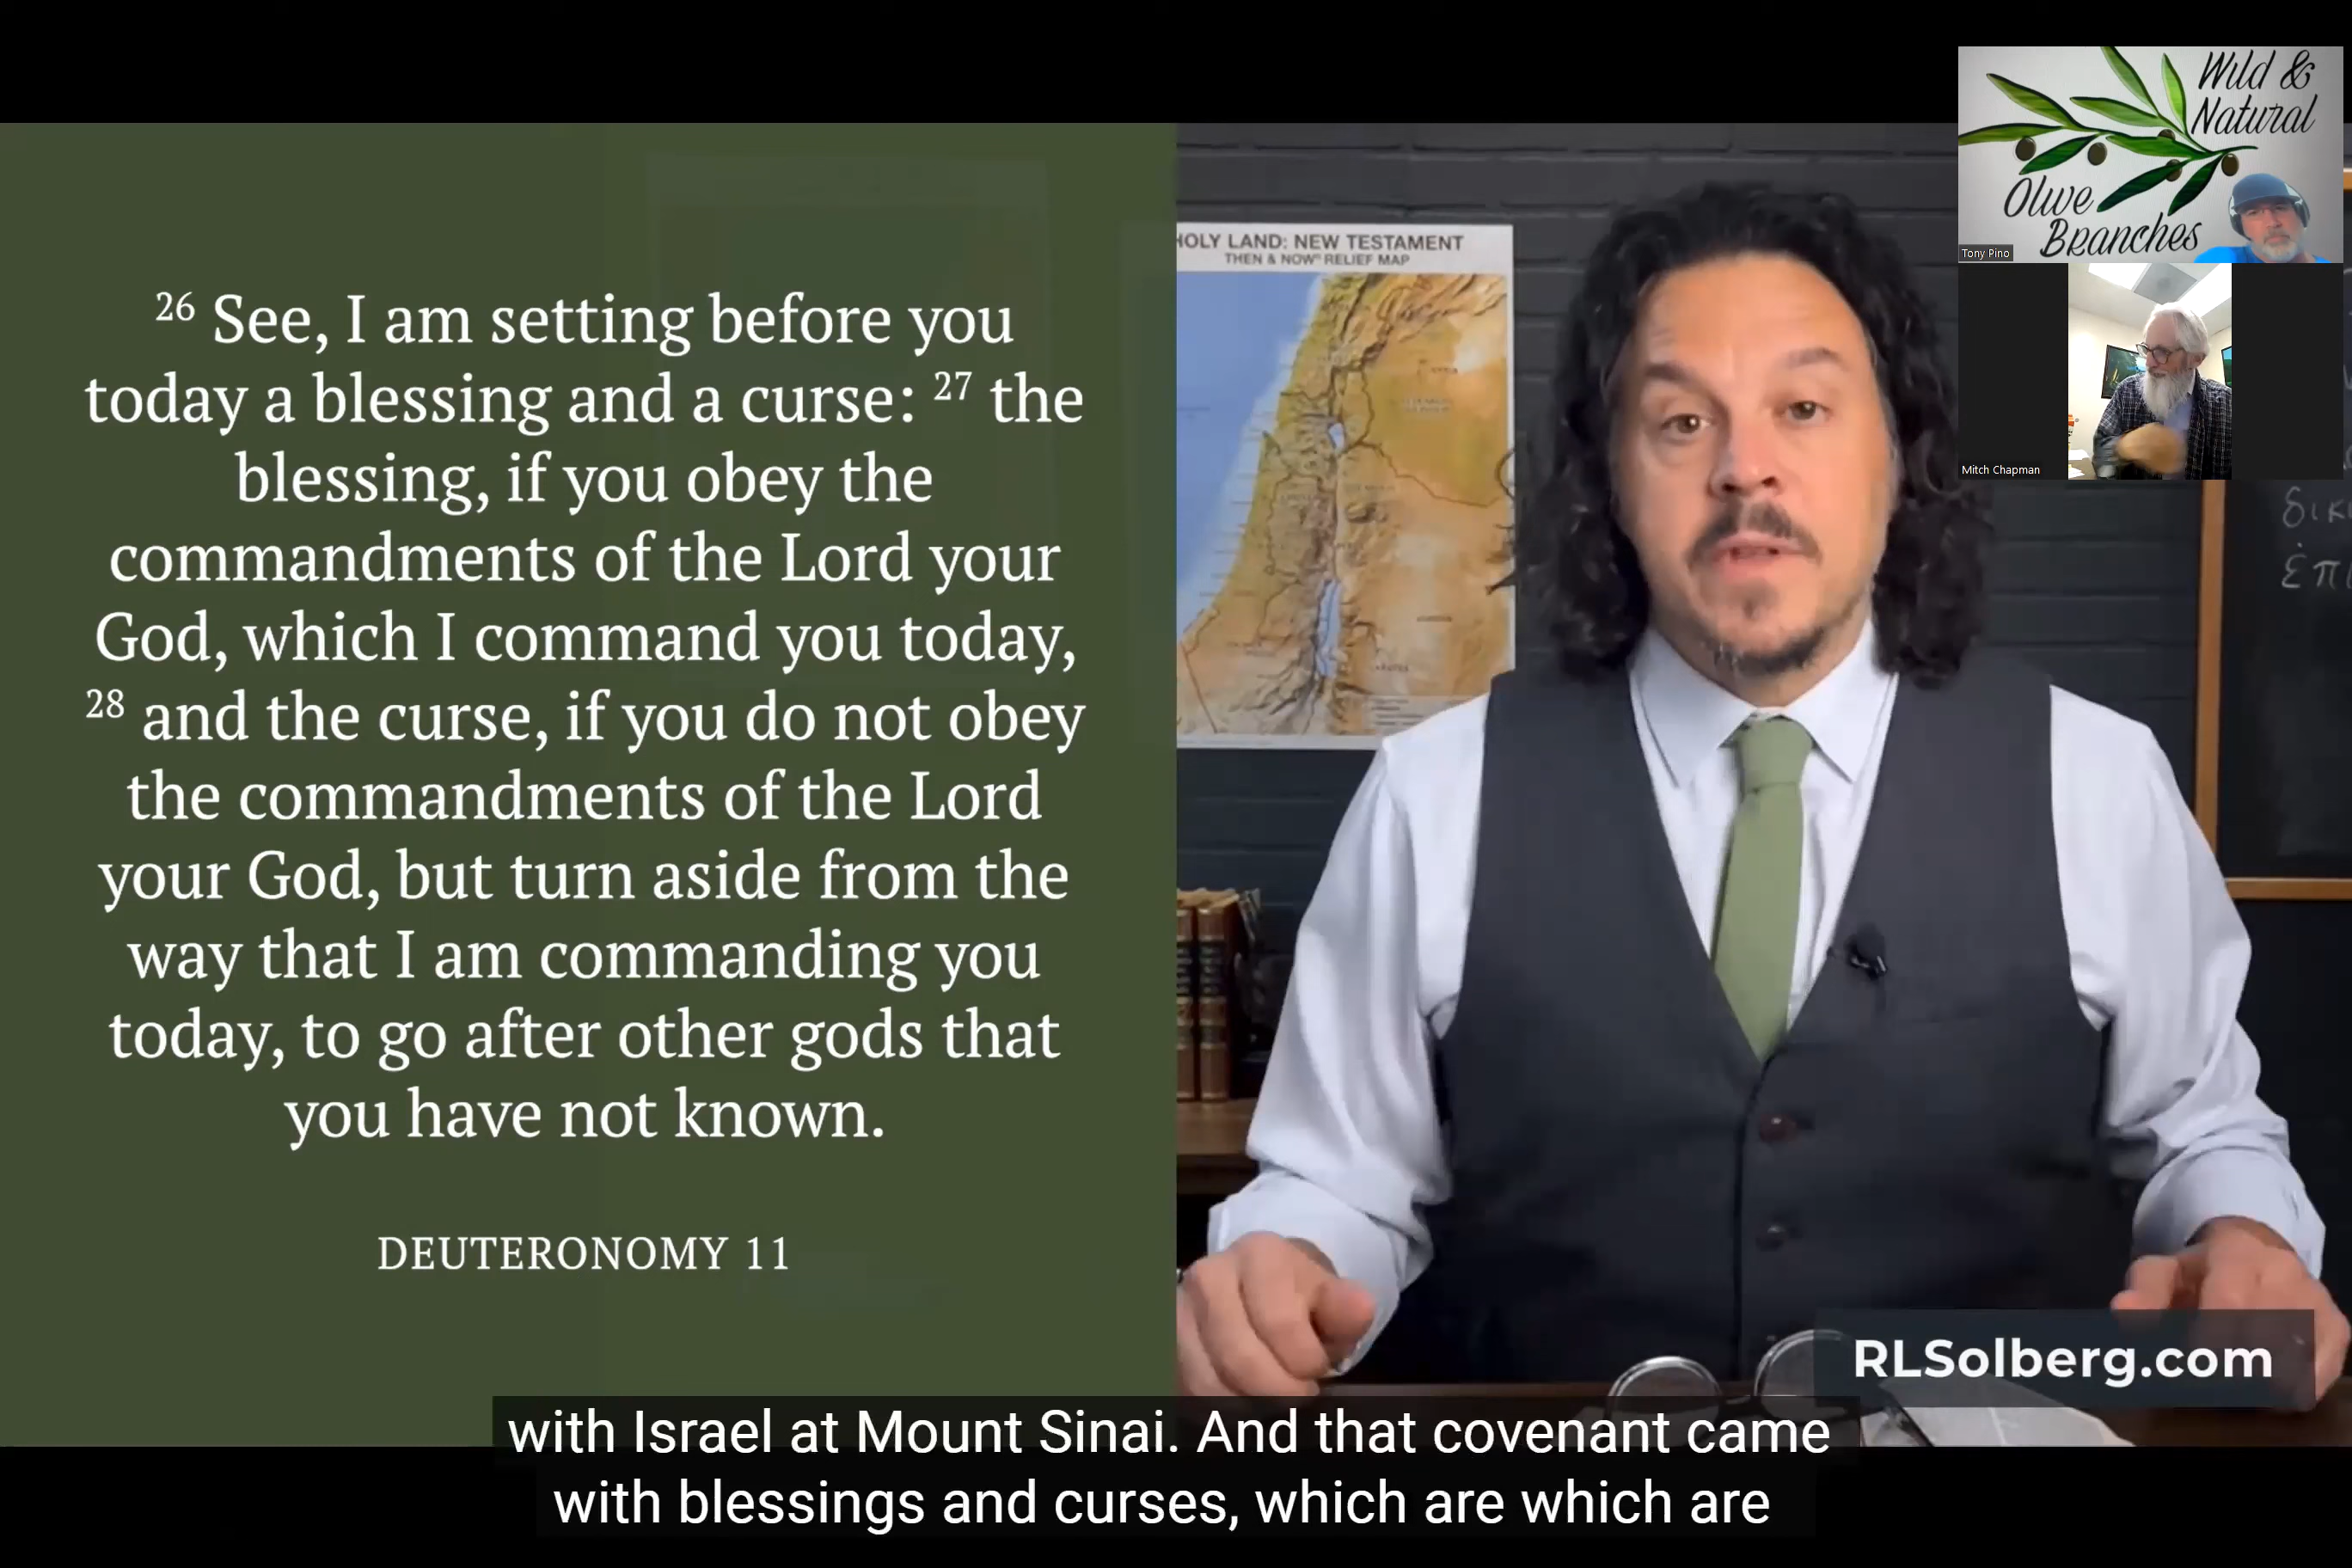 26 See, I am setting before you
today a blessing and a curse: 27 the
blessing, if you obey the
commandments of the Lord your
God, which I command you today,
28 and the curse, if you do not obey
the commandments of the Lord
your God, but turn aside from the
way that I am commanding you
today, to go after other gods that
you have not known.
DEUTERONOMY 11
HOLY LAND: NEW TESTAMENT
THEN & NOW RELIEF MAP
Wild &
Natural
Olive
Branches
Tony Pino
Mitch Chapman
RLSolberg.com
with Israel at Mount Sinai. And that covenant came
with blessings and curses, which are which are